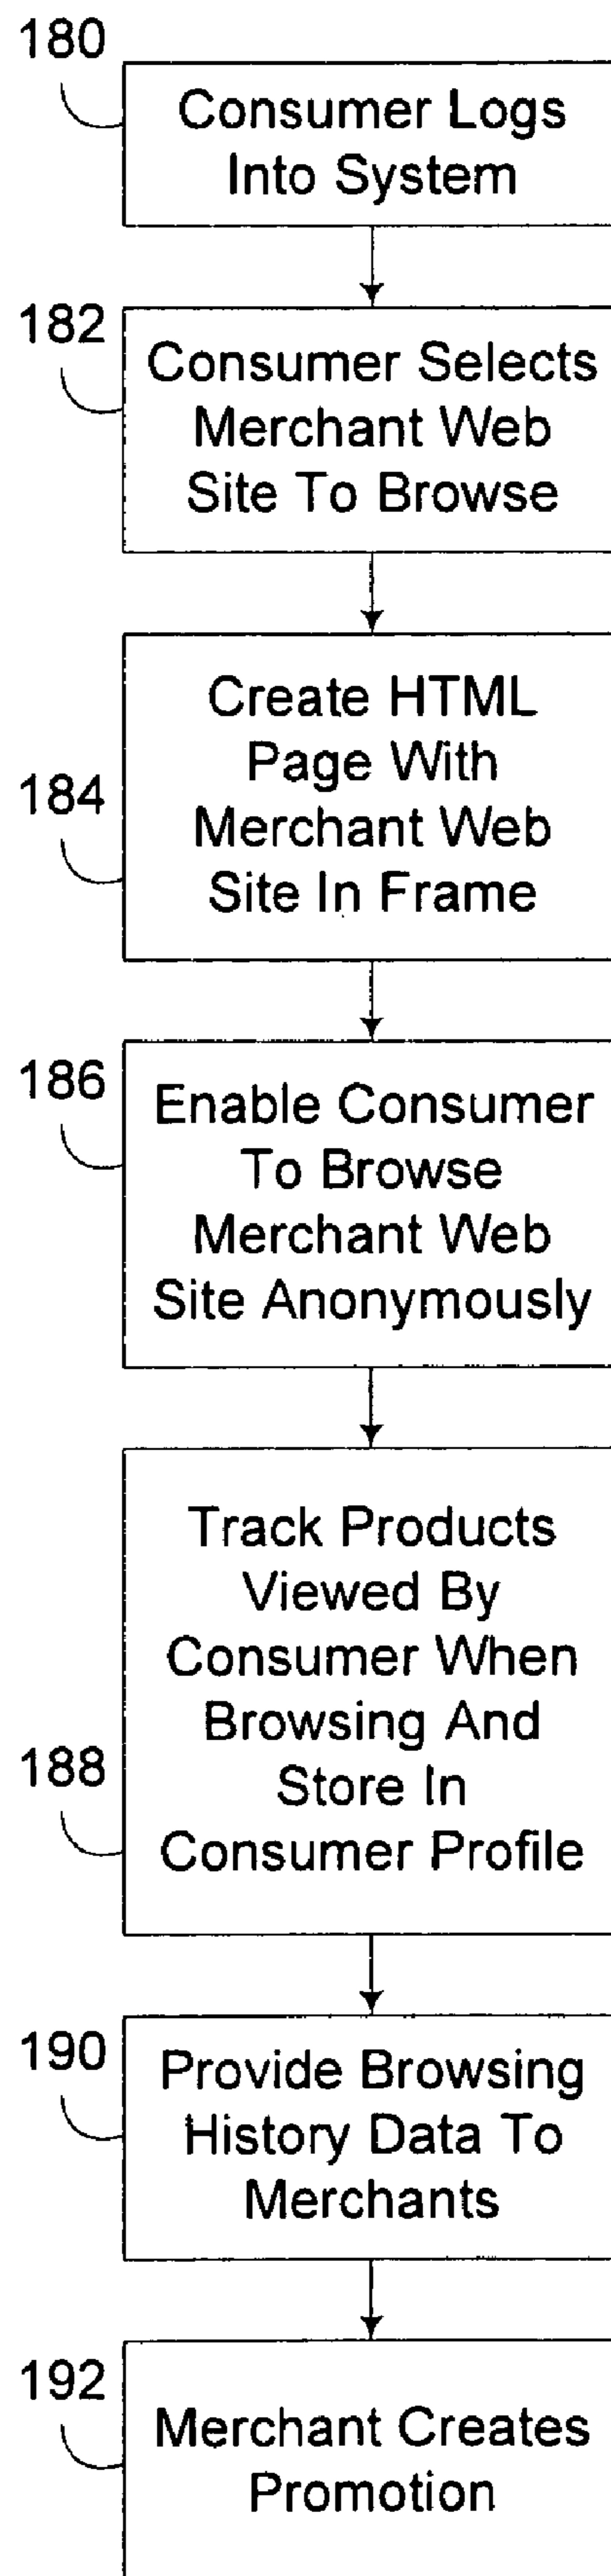 180
Consumer Logs
Into System
182
Consumer Selects
Merchant Web
Site To Browse
184
Create HTML
Page With
Merchant Web
Site In Frame
186
Enable Consumer
To Browse
Merchant Web
Site Anonymously
188
Track Products
Viewed By
Consumer When
Browsing And
Store In
Consumer Profile
190
Provide Browsing
History Data To
Merchants
192
Merchant Creates
Promotion